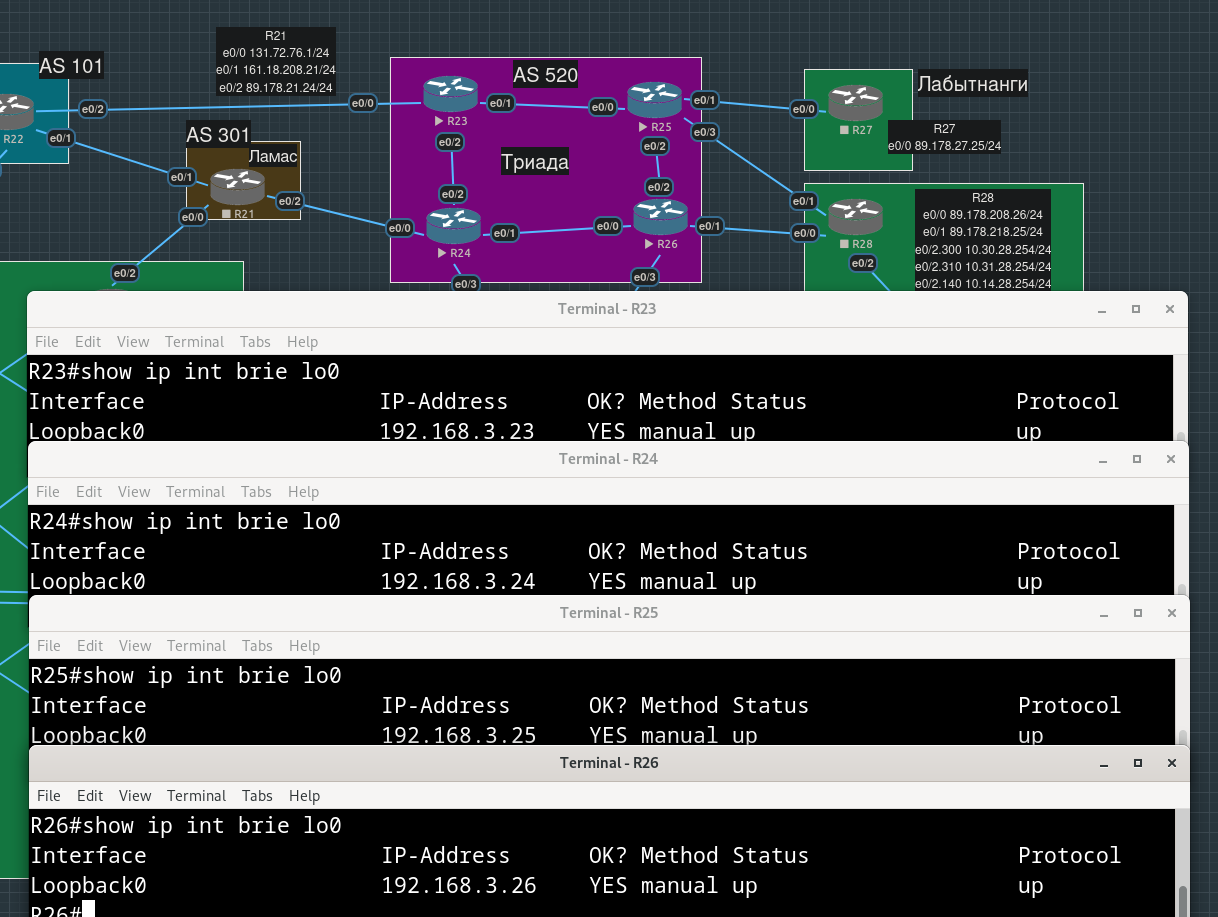 R21
e0/0 131.72.76.1/24
e0/1 161.18.208.21/24
e0/2 89.178.21.24/24
AS 101
AS 520
Лабытнанги
e0/2
e0/0
e0/1
e0/0
e0/1
e0/0
R22
R23
R25
R27
R27
e0/0 89.178.27.25/24
e0/1
AS 301
e0/2
e0/2
e0/3
Ламас
Триада
e0/1
e0/2
e0/2
R28
e0/0 89.178.208.26/24
e0/1 89.178.218.25/24
e0/2.300 10.30.28.254/24
e0/2.310 10.31.28.254/24
e0/2.140 10.14.28.254/24
e0/2
e0/1
R21
e0/0
e0/0
e0/1
e0/0
e0/1
e0/0
R24
R26
R28
e0/2
e0/2
e0/3
e0/3
Terminal - R23
File Edit View Terminal Tabs Help
R23#show ip int brie lo0
Interface IP-Address OK? Method Status Protocol
Loopback0 192.168.3.23 YES manual up up
Terminal - R24
File Edit View Terminal Tabs Help
R24#show ip int brie lo0
Interface IP-Address OK? Method Status Protocol
Loopback0 192.168.3.24 YES manual up up
Terminal - R25
File Edit View Terminal Tabs Help
R25#show ip int brie lo0
Interface IP-Address OK? Method Status Protocol
Loopback0 192.168.3.25 YES manual up up
Terminal - R26
File Edit View Terminal Tabs Help
R26#show ip int brie lo0
Interface IP-Address OK? Method Status Protocol
Loopback0 192.168.3.26 YES manual up up
R26#